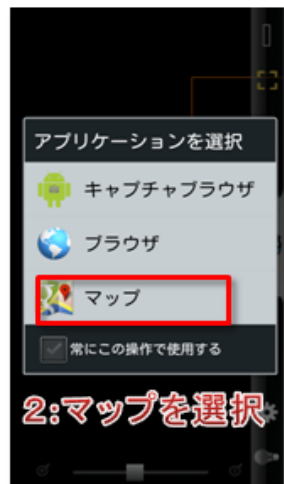 アプリケーションを選択
キャプチャブラウザ
ブラウザ
マップ
常にこの操作で使用する
2:マップを選択